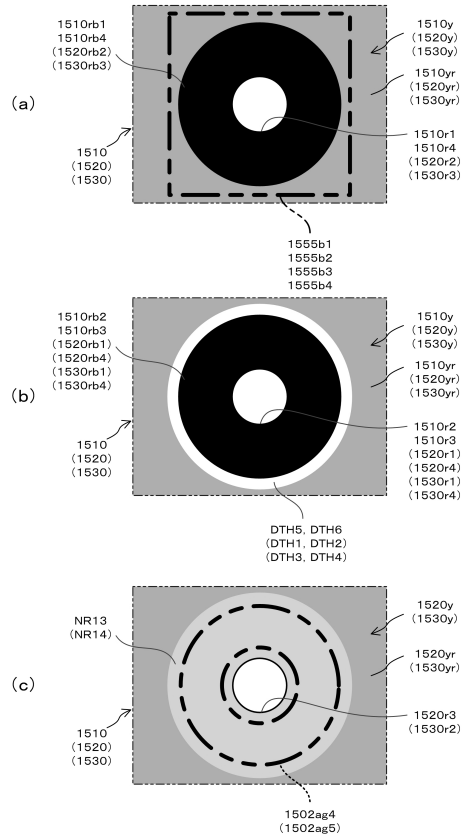 1510rb1
1510rb4
(1520rb2)
(1530rb3)
1510y
(1520y)
(1530y)
1510yr
(1520yr)
(1530yr)
(a)
1510
(1520)
(1530)
1510r1
1510r4
(1520r2)
(1530r3)
1555b1
1555b2
1555b3
1555b4
1510rb2
1510rb3
(1520rb1)
(1520rb4)
(1530rb1)
(1530rb4)
1510y
(1520y)
(1530y)
1510yr
(1520yr)
(1530yr)
(b)
1510
(1520)
(1530)
1510r2
1510r3
(1520r1)
(1520r4)
(1530r1)
(1530r4)
DTH5, DTH6
(DTH1, DTH2)
(DTH3, DTH4)
NR13
(NR14)
1520y
(1530y)
1520yr
(1530yr)
(c)
1510
(1520)
(1530)
1520r3
(1530r2)
1502ag4
(1502ag5)